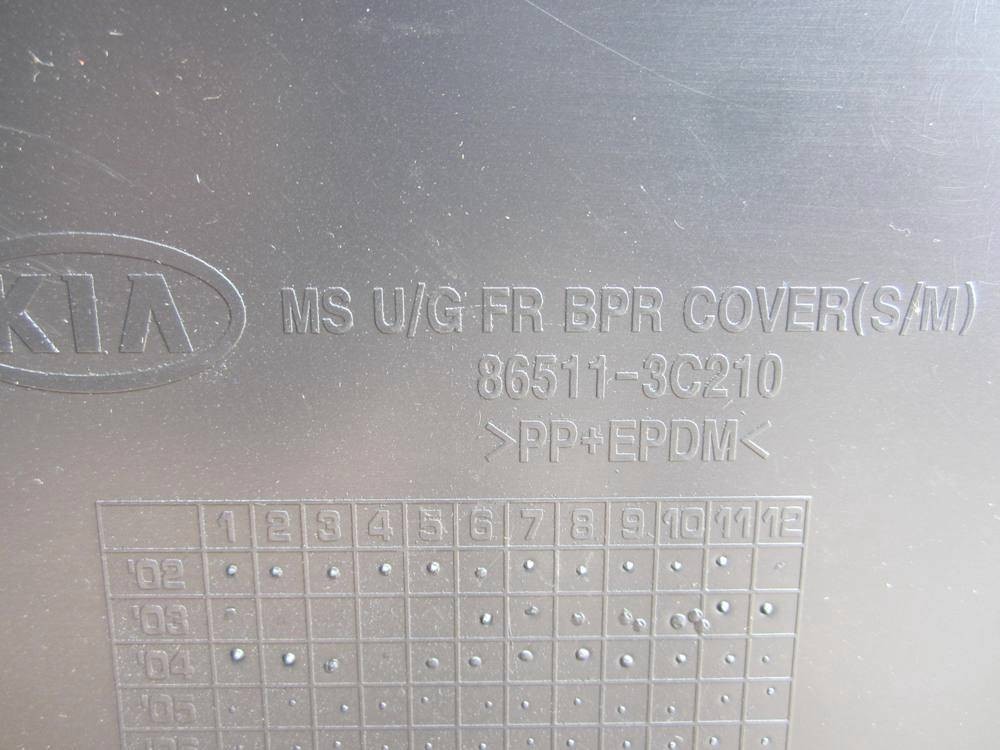 KIA
MS U/G FR BPR COVER(S/M)
86511-3C210
>PP+EPDM<
1 2 3 4 5 6 7 8 9 10 11 12
'02
'03
'04
'05